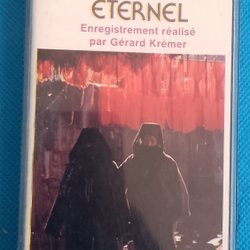 ETERNEL
Enregistrement réalisé
par Gérard Krémer